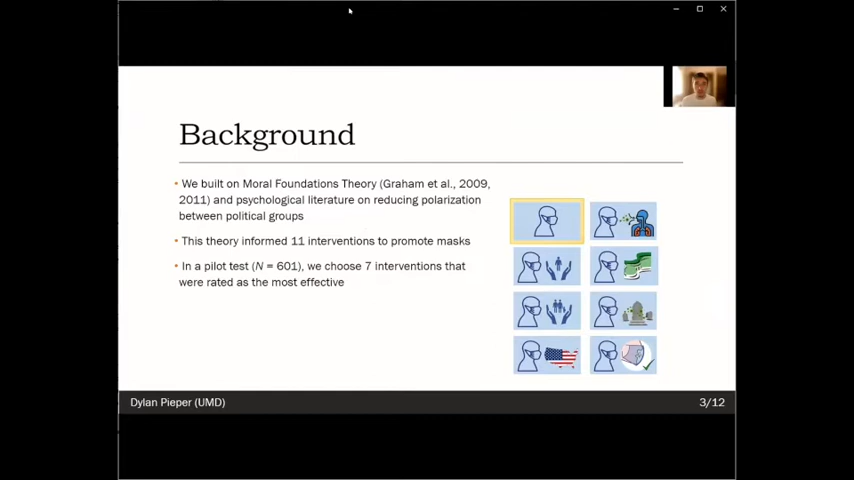 Background
• We built on Moral Foundations Theory (Graham et al., 2009,
2011) and psychological literature on reducing polarization
between political groups
• This theory informed 11 interventions to promote masks
• In a pilot test (N = 601), we choose 7 interventions that
were rated as the most effective
Dylan Pieper (UMD)
3/12